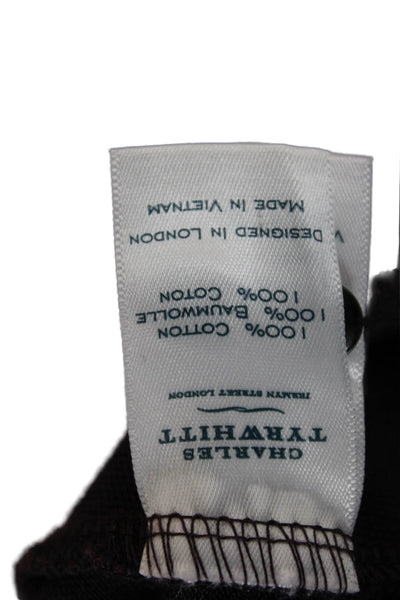 CHARLES
TYRWHITT
JERMYN STREET LONDON
100% COTTON
100% BAUMWOLLE
100% COTON
DESIGNED IN LONDON
MADE IN VIETNAM